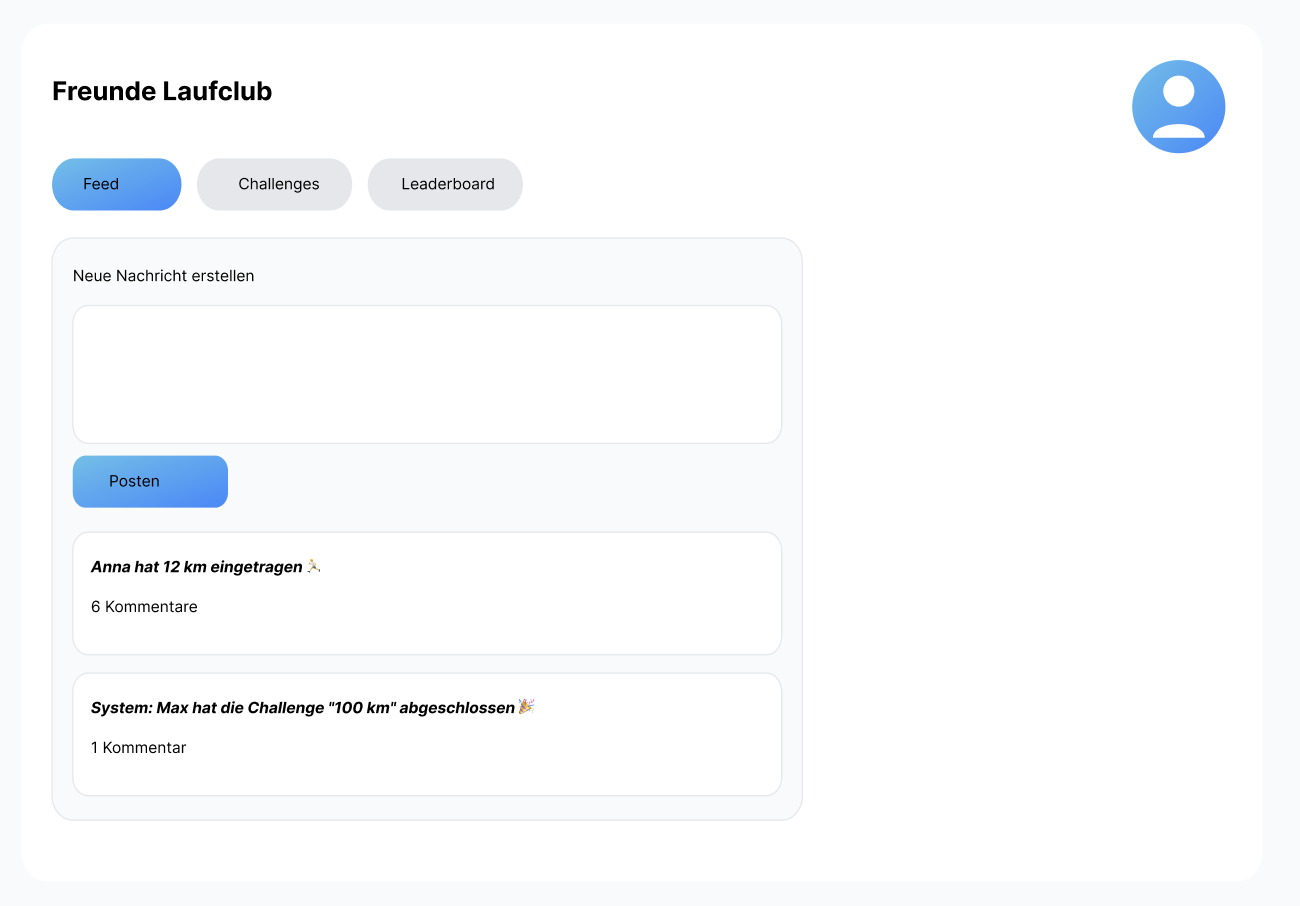 Freunde Laufclub
Feed
Challenges
Leaderboard
Neue Nachricht erstellen
Posten
Anna hat 12 km eingetragen 🏃
6 Kommentare
System: Max hat die Challenge "100 km" abgeschlossen 🎉
1 Kommentar